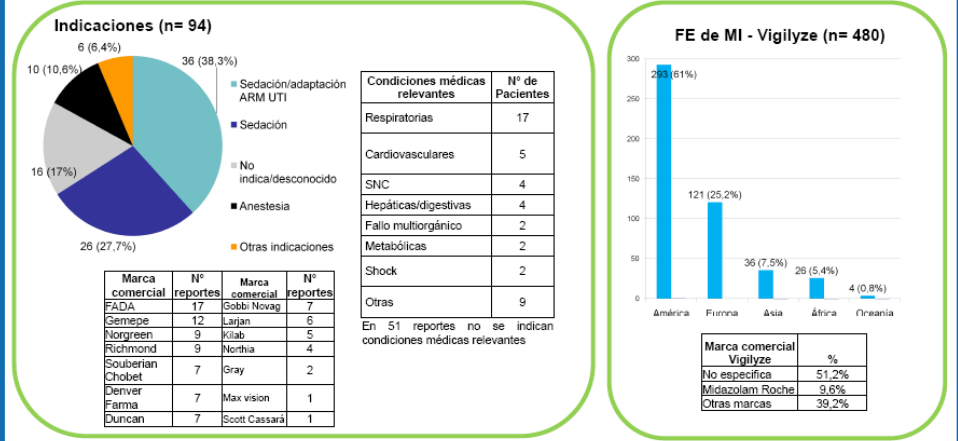 Indicaciones (n= 94)
6 (6,4%)
36 (38,3%)
10 (10,6%)
16 (17%)
26 (27,7%)
Sedación/adaptación
ARM UTI
Sedación
No
indica/desconocido
Anestesia
Otras indicaciones
Condiciones médicas relevantes Nº de Pacientes
Respiratorias 17
Cardiovasculares 5
SNC 4
Hepáticas/digestivas 4
Fallo multiorgánico 2
Metabólicas 2
Shock 2
Otras 9
En 51 reportes no se indican
condiciones médicas relevantes
Marca comercial Nº reportes Marca comercial Nº reportes
FADA 17 Gobbi Novag 7
Gemepe 12 Larjan 6
Norgreen 9 Kilab 5
Richmond 9 Northia 4
Souberian Chobet 7 Gray 2
Denver Farma 7 Max vision 1
Duncan 7 Scott Cassará 1
FE de MI - Vigilyze (n= 480)
300
250
200
150
100
50
0
293 (61%)
121 (25,2%)
36 (7,5%)
26 (5,4%)
4 (0,8%)
América Europa Asia África Oceanía
Marca comercial Vigilyze %
No especifica 51,2%
Midazolam Roche 9,6%
Otras marcas 39,2%